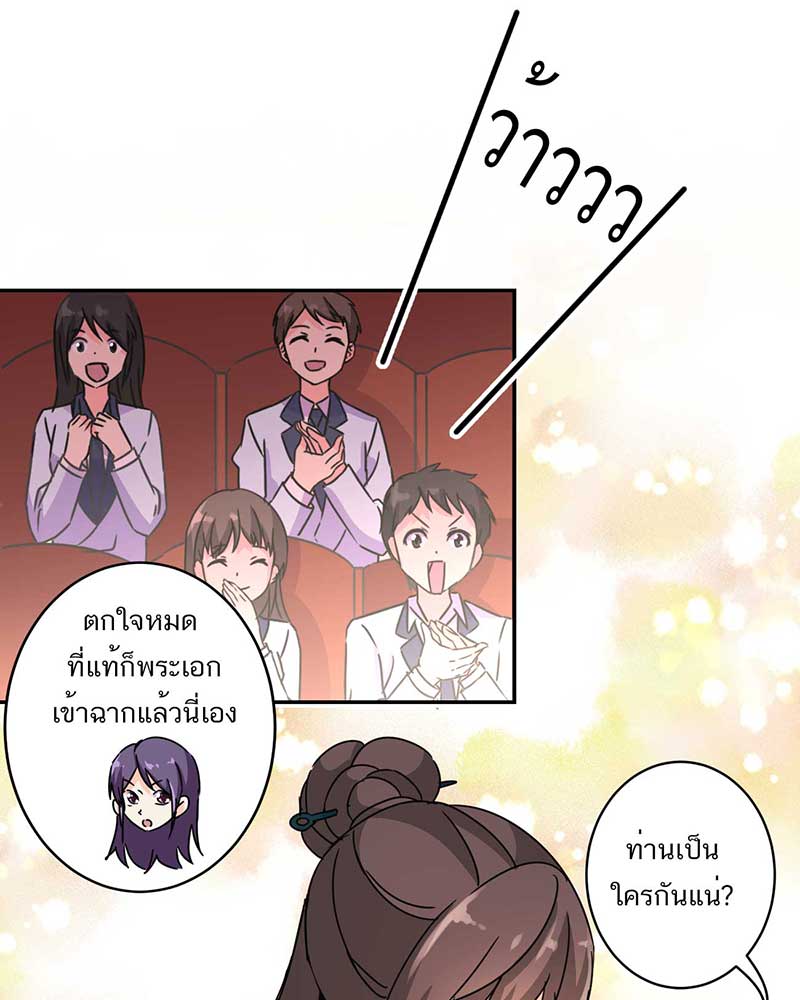 ว้าววว
ตกใจหมด
ที่แท้ก็พระเอก
เข้าฉากแล้วนี่เอง
ท่านเป็น
ใครกันแน่?